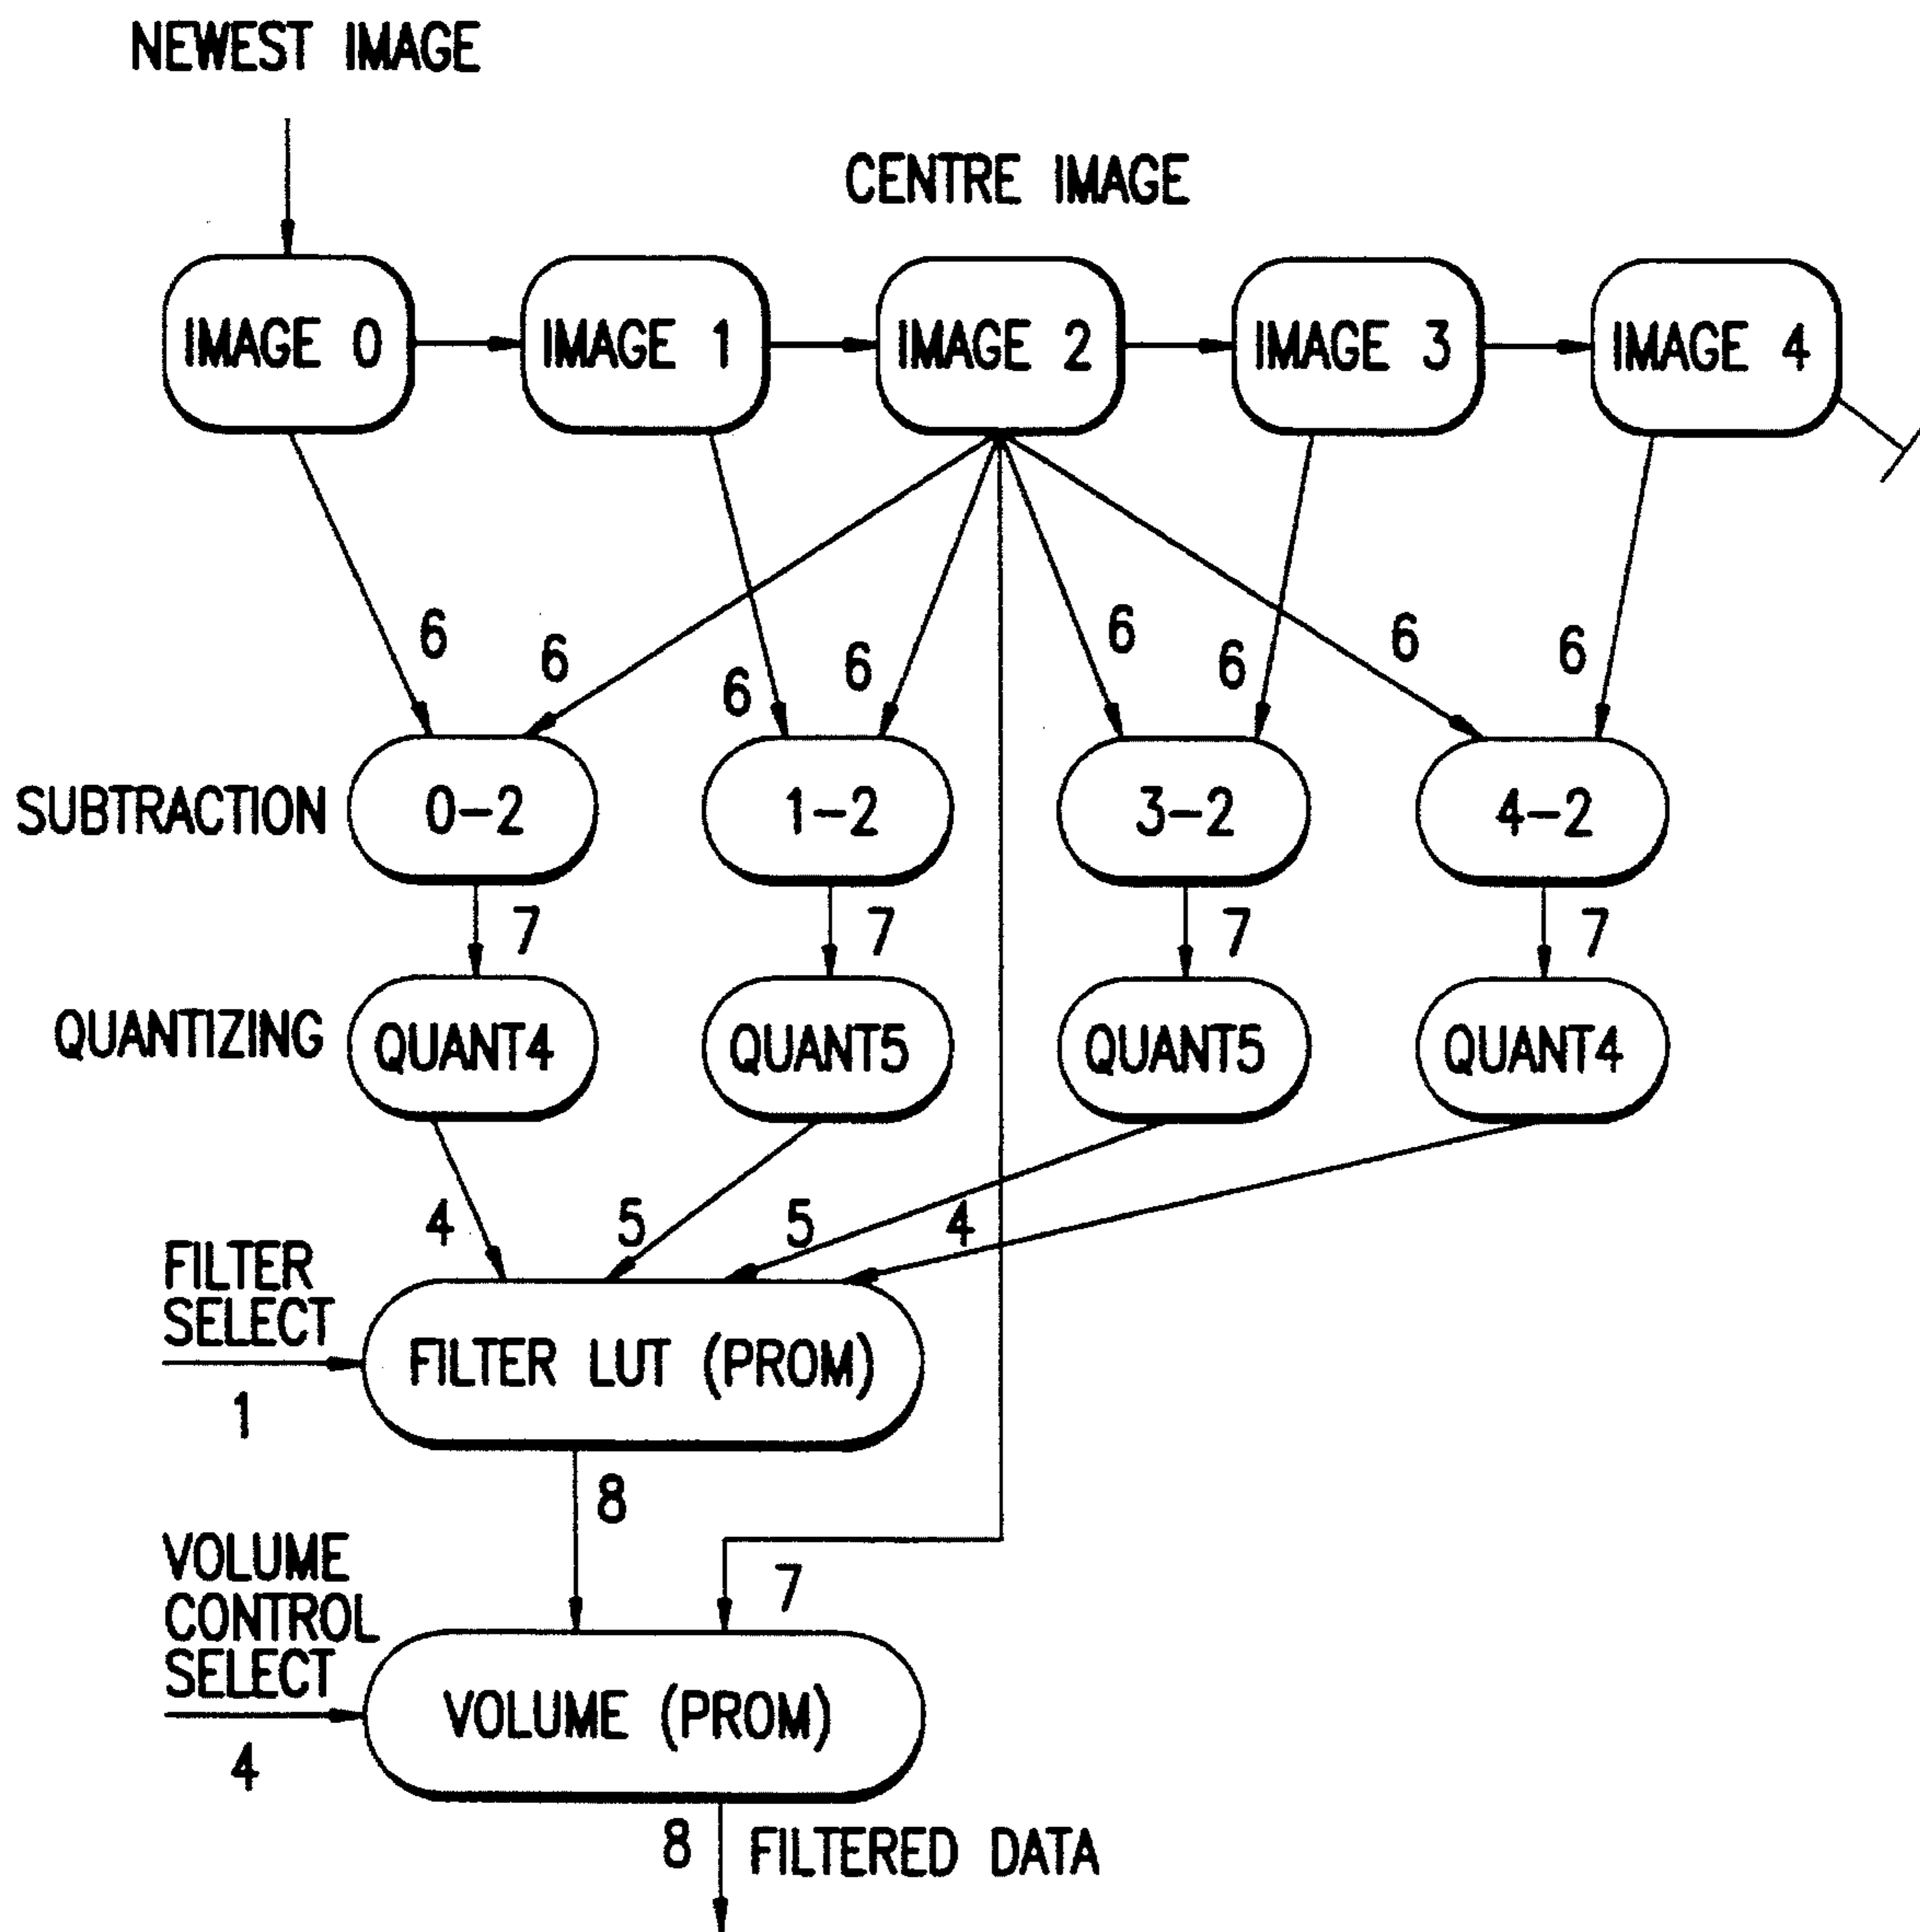 NEWEST IMAGE
CENTRE IMAGE
IMAGE 0
IMAGE 1
IMAGE 2
IMAGE 3
IMAGE 4
6
6
6
6
6
6
6
6
SUBTRACTION
0-2
1-2
3-2
4-2
7
7
7
7
QUANTIZING
QUANT4
QUANT5
QUANT5
QUANT4
4
5
5
4
FILTER
SELECT
1
FILTER LUT (PROM)
8
7
VOLUME
CONTROL
SELECT
4
VOLUME (PROM)
8
FILTERED DATA